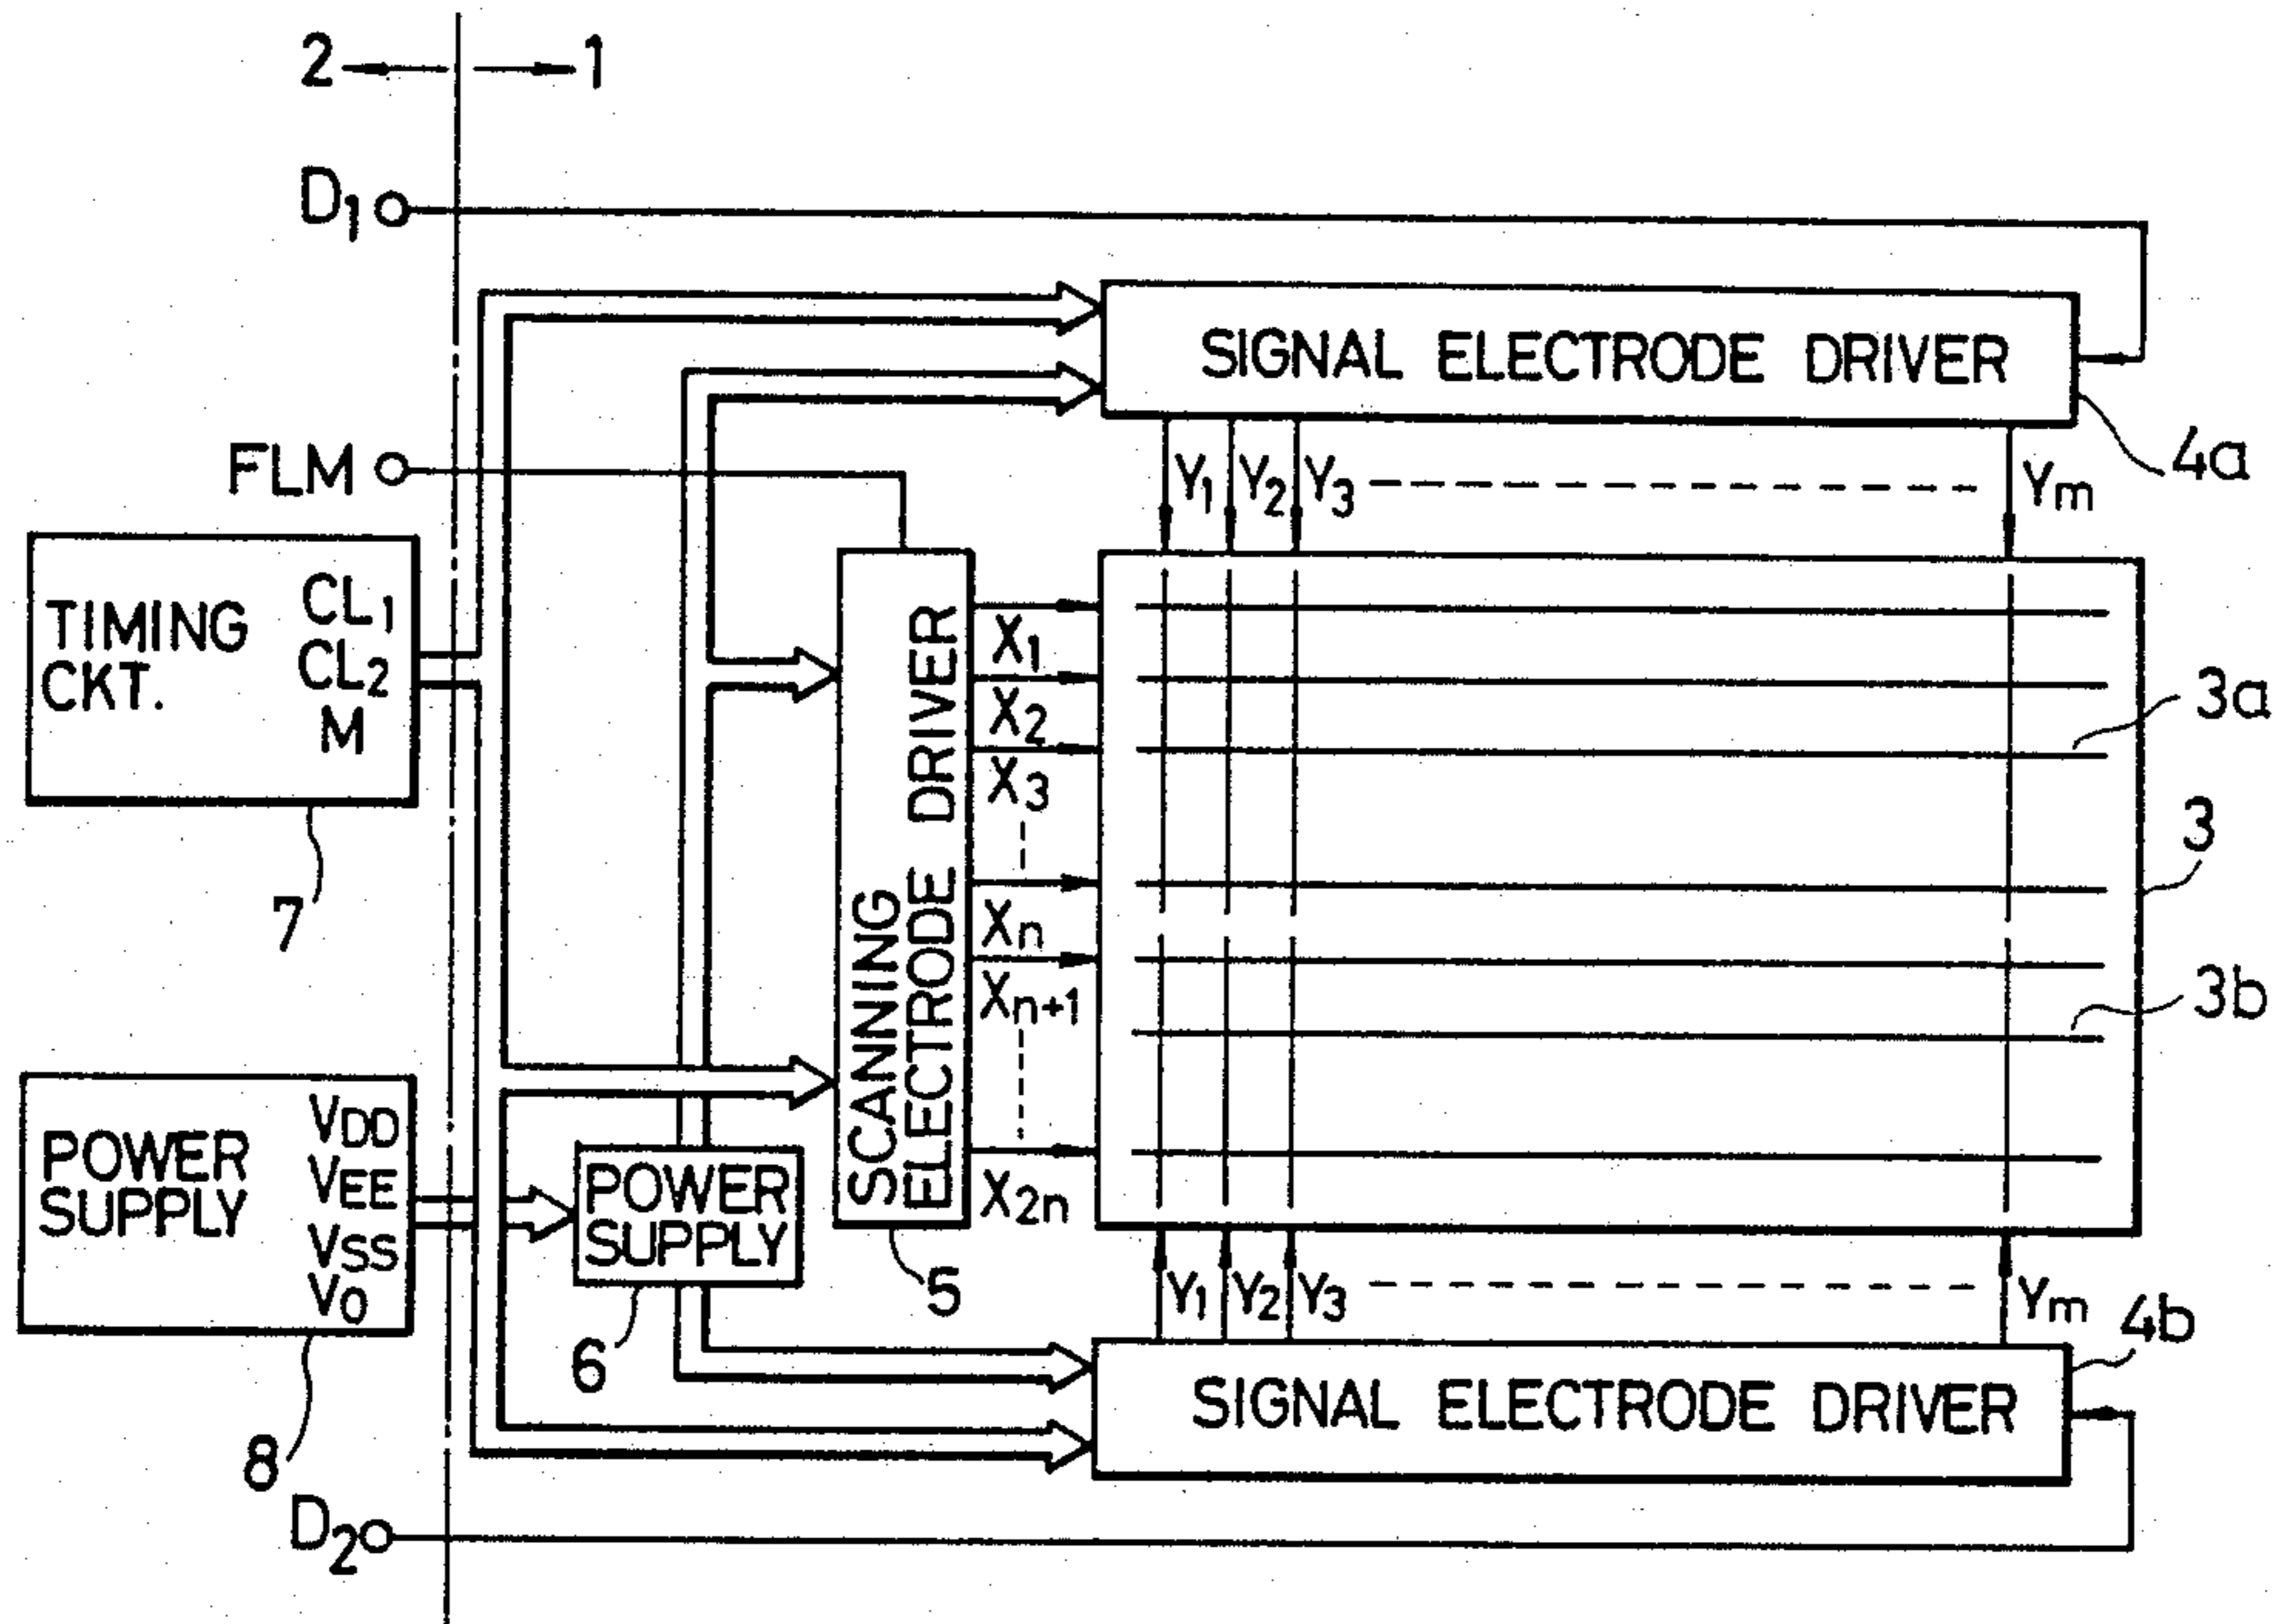 2 1
D1
SIGNAL ELECTRODE DRIVER
4a
FLM
Y1 Y2 Y3 Ym
TIMING CKT.
CL1
CL2
M
7
SCANNING ELECTRODE DRIVER
X1
X2
X3
Xn
Xn+1
X2n
3a
3
3b
POWER SUPPLY
VDD
VEE
VSS
V0
8
POWER SUPPLY
6
5
Y1 Y2 Y3 Ym
4b
SIGNAL ELECTRODE DRIVER
D2